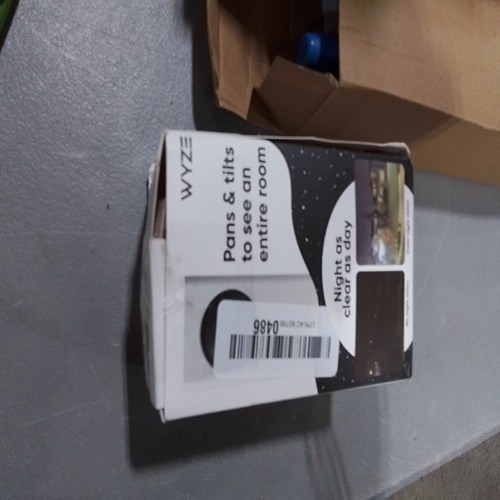 WYZE
Pans & tilts
to see an
entire room
Night as
clear as day
0486